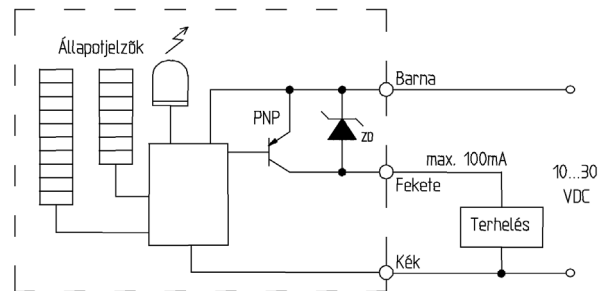 Állapotjelzők
Barna
PNP
ZD
max. 100mA
10...30
VDC
Fekete
Terhelés
Kék